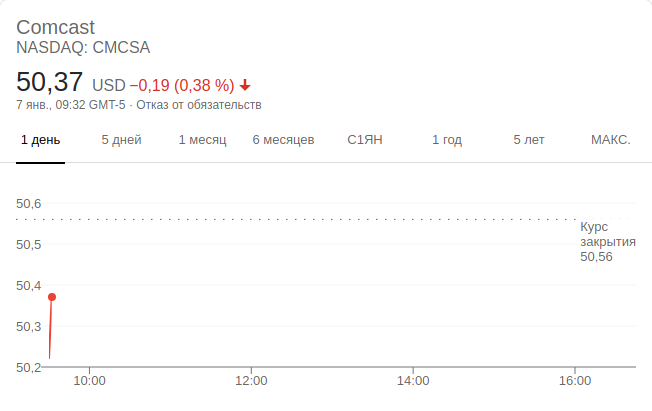 Comcast
NASDAQ: CMCSA
50,37 USD −0,19 (0,38 %)
7 янв., 09:32 GMT-5 · Отказ от обязательств
1 день 5 дней 1 месяц 6 месяцев С1ЯН 1 год 5 лет МАКС.
50,6
Курс
закрытия
50,56
50,5
50,4
50,3
50,2
10:00 12:00 14:00 16:00